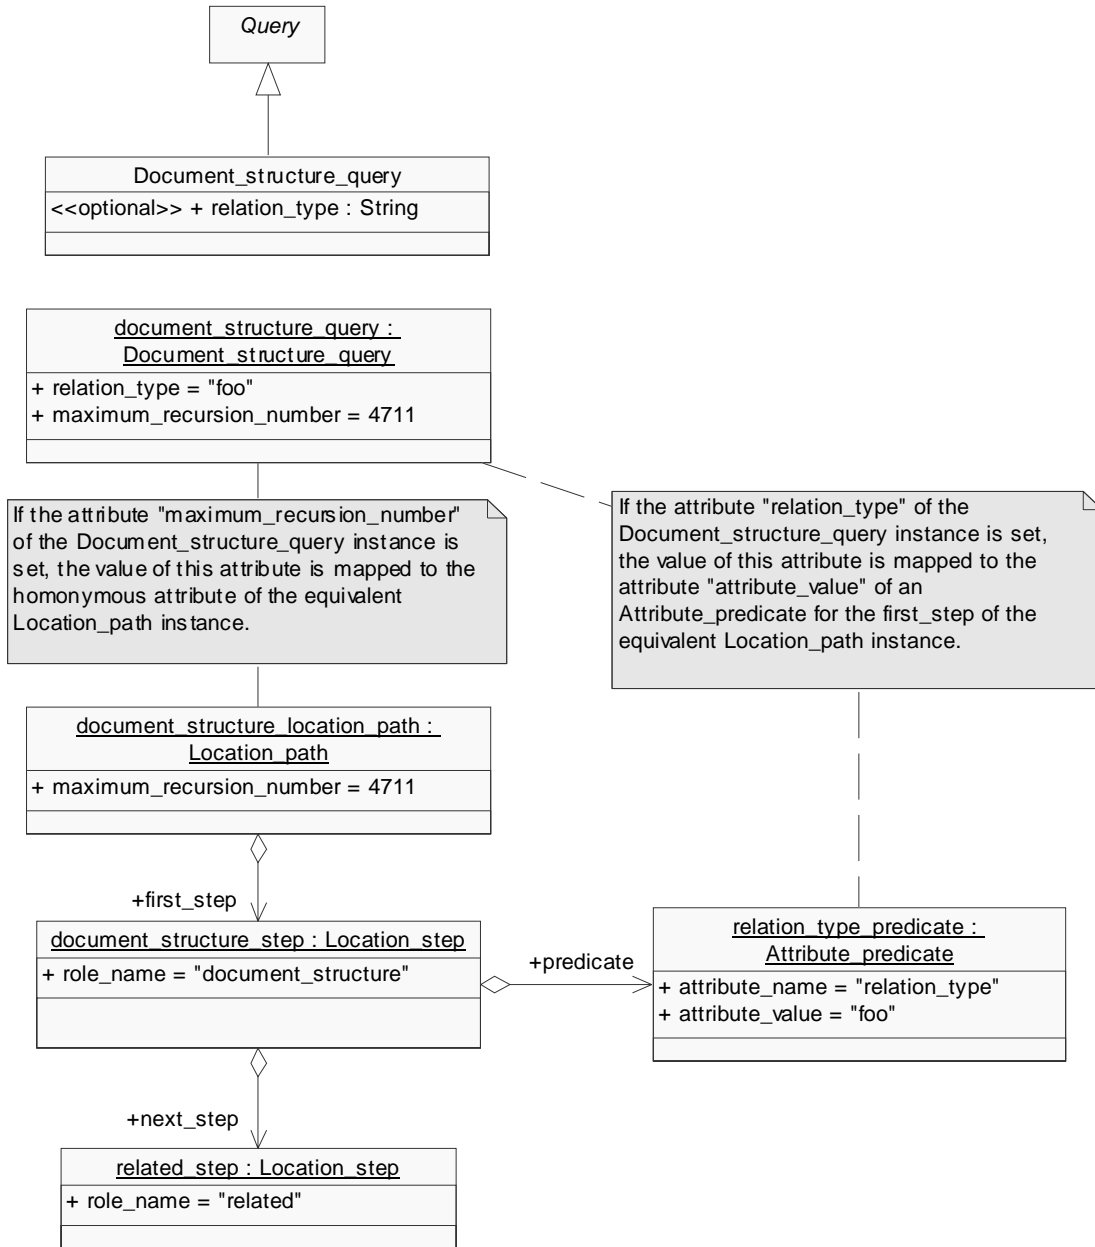 Query
Document_structure_query
<<optional>> + relation_type : String
document_structure_query :
Document_structure_query
+ relation_type = "foo"
+ maximum_recursion_number = 4711
If the attribute "maximum_recursion_number"
of the Document_structure_query instance is
set, the value of this attribute is mapped to the
homonymous attribute of the equivalent
Location_path instance.
If the attribute "relation_type" of the
Document_structure_query instance is set,
the value of this attribute is mapped to the
attribute "attribute_value" of an
Attribute_predicate for the first_step of the
equivalent Location_path instance.
document_structure_location_path :
Location_path
+ maximum_recursion_number = 4711
+first_step
document_structure_step : Location_step
+ role_name = "document_structure"
+predicate
relation_type_predicate :
Attribute_predicate
+ attribute_name = "relation_type"
+ attribute_value = "foo"
+next_step
related_step : Location_step
+ role_name = "related"